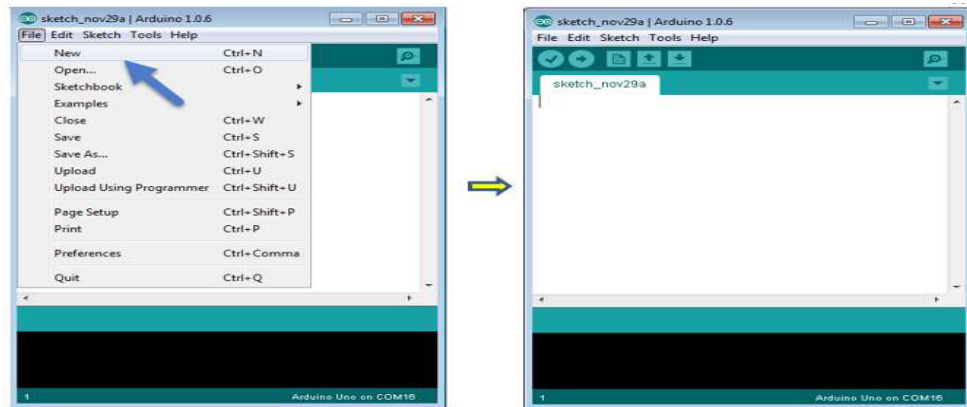 sketch_nov29a | Arduino 1.0.6
File Edit Sketch Tools Help
New Ctrl+N
Open... Ctrl+O
Sketchbook
Examples
Close Ctrl+W
Save Ctrl+S
Save As... Ctrl+Shift+S
Upload Ctrl+U
Upload Using Programmer Ctrl+Shift+U
Page Setup Ctrl+Shift+P
Print Ctrl+P
Preferences Ctrl+Comma
Quit Ctrl+Q
1 Arduino Uno on COM16
sketch_nov29a | Arduino 1.0.6
File Edit Sketch Tools Help
sketch_nov29a
1 Arduino Uno on COM16